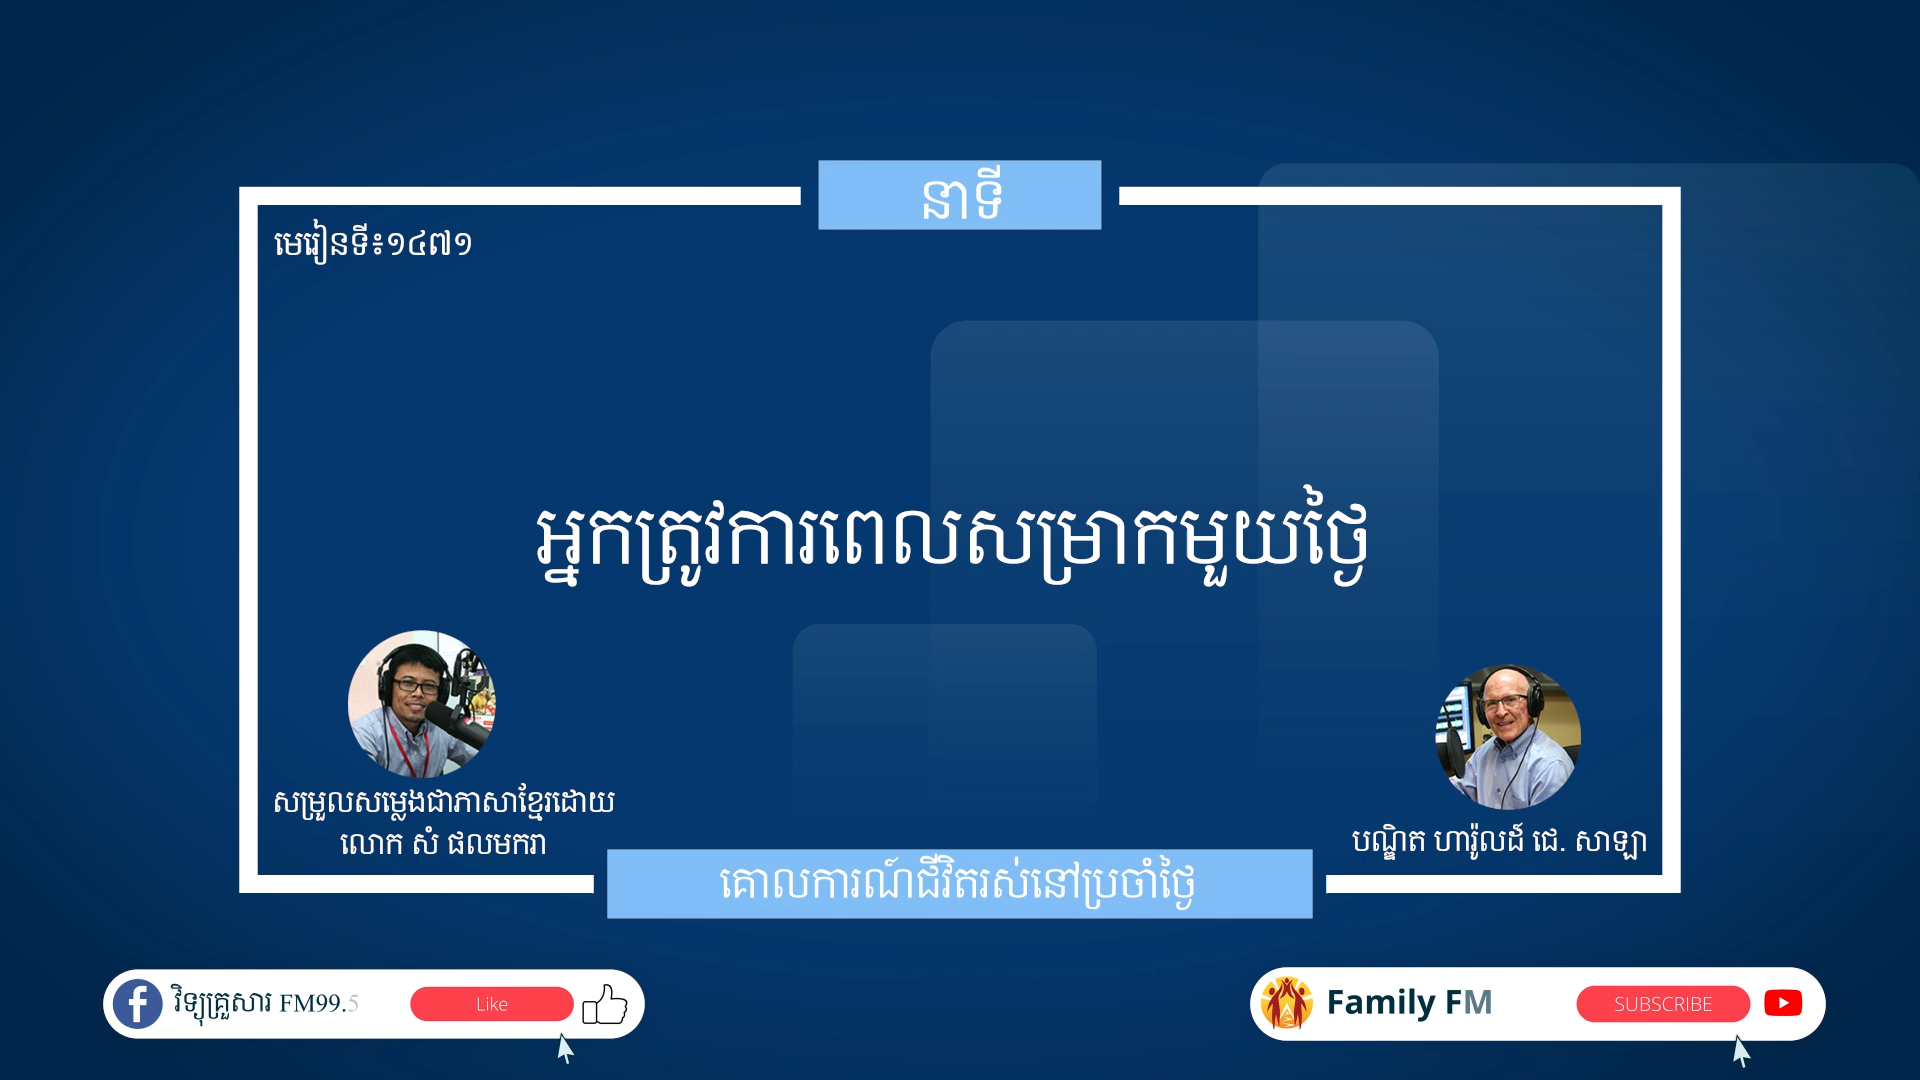 នាទី
មេរៀនទី៖១៤៧១
អ្នកត្រូវការពេលសម្រាកមួយថ្ងៃ
សម្រួលសម្លេងជាភាសាខ្មែរដោយ
លោក សំ ផលមករា
បណ្ឌិត ហារ៉ូលដ៍ ជេ. សាឡា
គោលការណ៍ជីវិតរស់នៅប្រចាំថ្ងៃ
វិទ្យុគ្រួសារ FM99.5
Like
Family FM
SUBSCRIBE